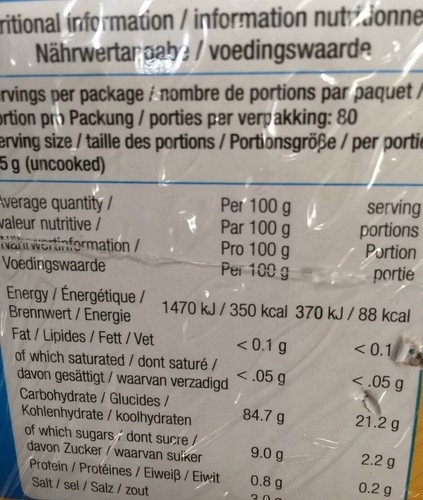 ritional information / information nutritionne
Nährwertangabe / voedingswaarde
rvings per package / nombre de portions par paquet /
ortion pro Packung / porties per verpakking: 80
erving size / taille des portions / Portionsgröße / per portie
5 g (uncooked)
Average quantity / Per 100 g serving
valeur nutritive / Par 100 g portions
Nährwertinformation / Pro 100 g Portion
Voedingswaarde Per 100 g portie
Energy / Énergétique /
Brennwert / Energie 1470 kJ / 350 kcal 370 kJ / 88 kcal
Fat / Lipides / Fett / Vet < 0.1 g < 0.1
of which saturated / dont saturé /
davon gesättigt / waarvan verzadigd < .05 g < .05 g
Carbohydrate / Glucides /
Kohlenhydrate / koolhydraten 84.7 g 21.2 g
of which sugars / dont sucre /
davon Zucker / waarvan suiker 9.0 g 2.2 g
Protein / Protéines / Eiweiß / Eiwit 0.8 g 0.2 g
Salt / sel / Salz / zout